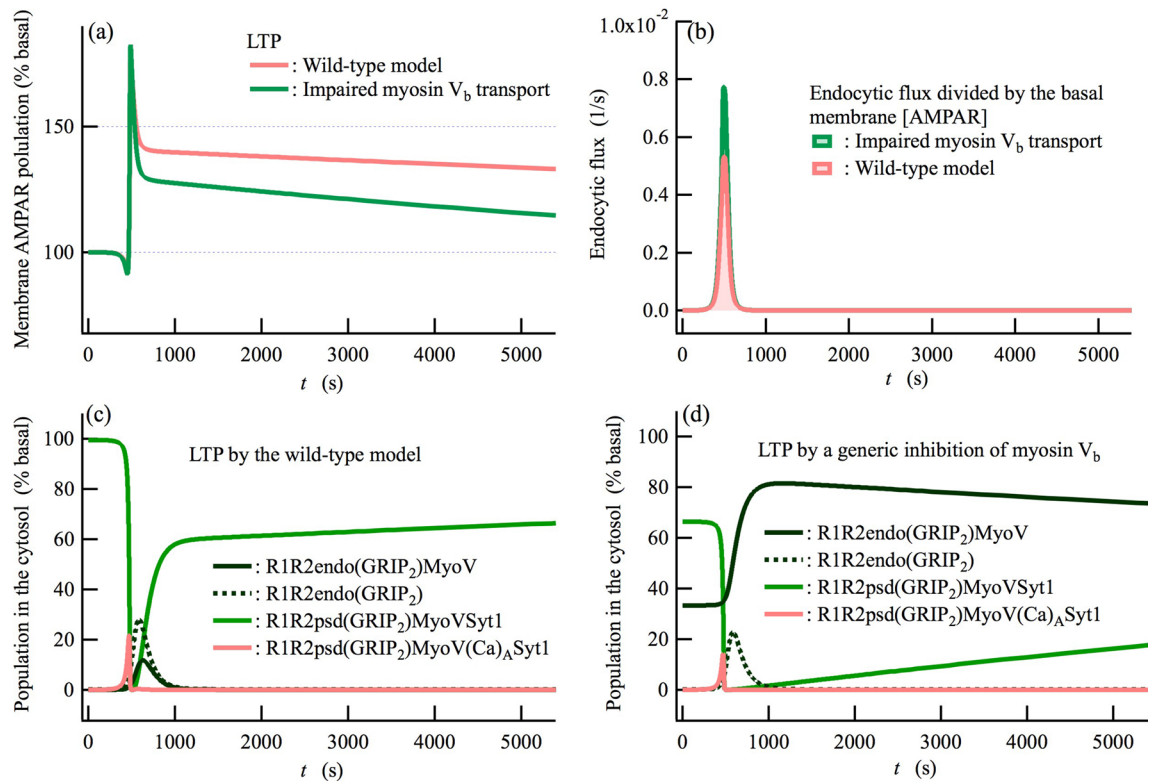 (a)
LTP
: Wild-type model
: Impaired myosin Vb transport
Membrane AMPAR polulation (% basal)
150
100
0 1000 2000 3000 4000 5000
t (s)
(b)
1.0x10-2
0.8
0.6
0.4
0.2
0.0
Endocytic flux (1/s)
Endocytic flux divided by the basal
membrane [AMPAR]
: Impaired myosin Vb transport
: Wild-type model
0 1000 2000 3000 4000 5000
t (s)
(c)
LTP by the wild-type model
Population in the cytosol (% basal)
100
80
60
40
20
0
: R1R2endo(GRIP2)MyoV
: R1R2endo(GRIP2)
: R1R2psd(GRIP2)MyoVSyt1
: R1R2psd(GRIP2)MyoV(Ca)ASyt1
0 1000 2000 3000 4000 5000
t (s)
(d)
LTP by a generic inhibition of myosin Vb
Population in the cytosol (% basal)
100
80
60
40
20
0
: R1R2endo(GRIP2)MyoV
: R1R2endo(GRIP2)
: R1R2psd(GRIP2)MyoVSyt1
: R1R2psd(GRIP2)MyoV(Ca)ASyt1
0 1000 2000 3000 4000 5000
t (s)